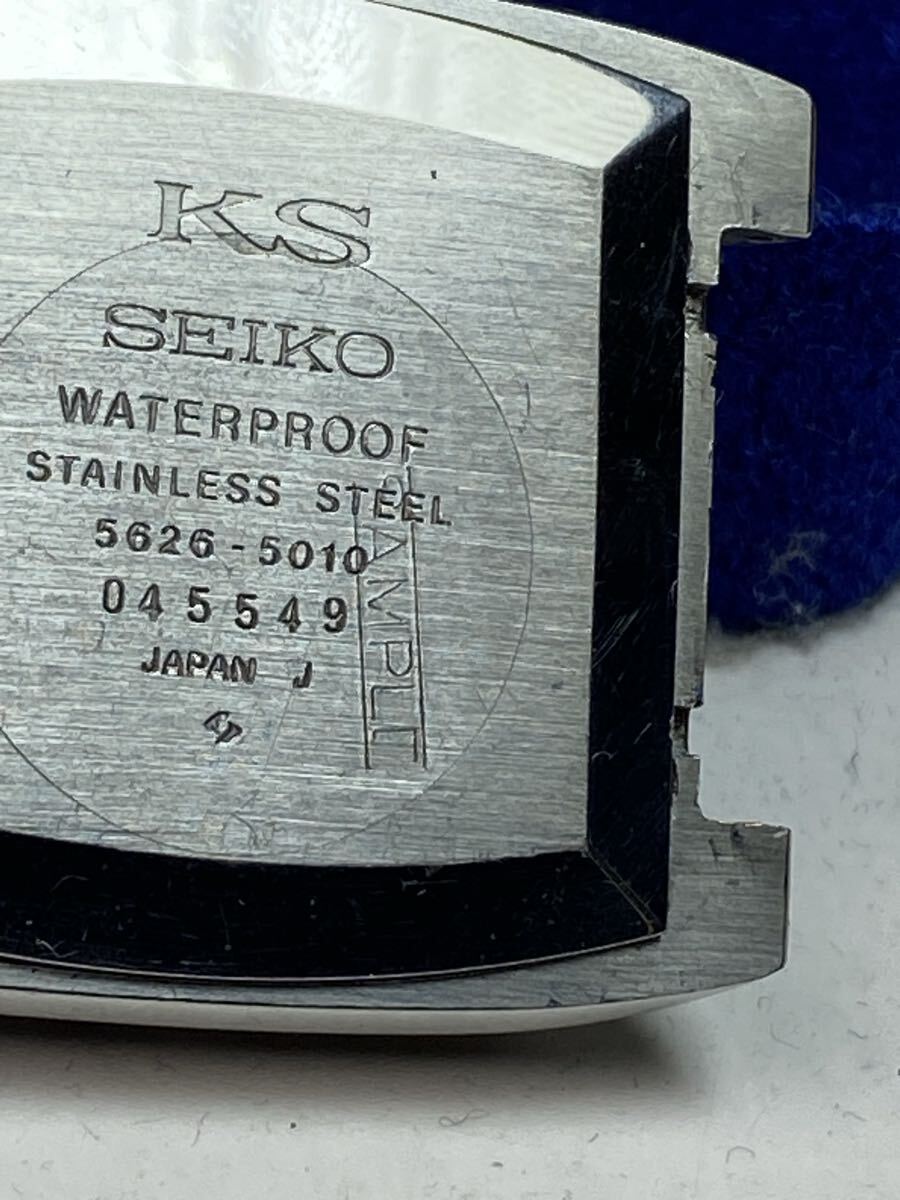 KS
SEIKO
WATERPROOF
STAINLESS STEEL
5626-5010
045549
JAPAN J
SAMPLE